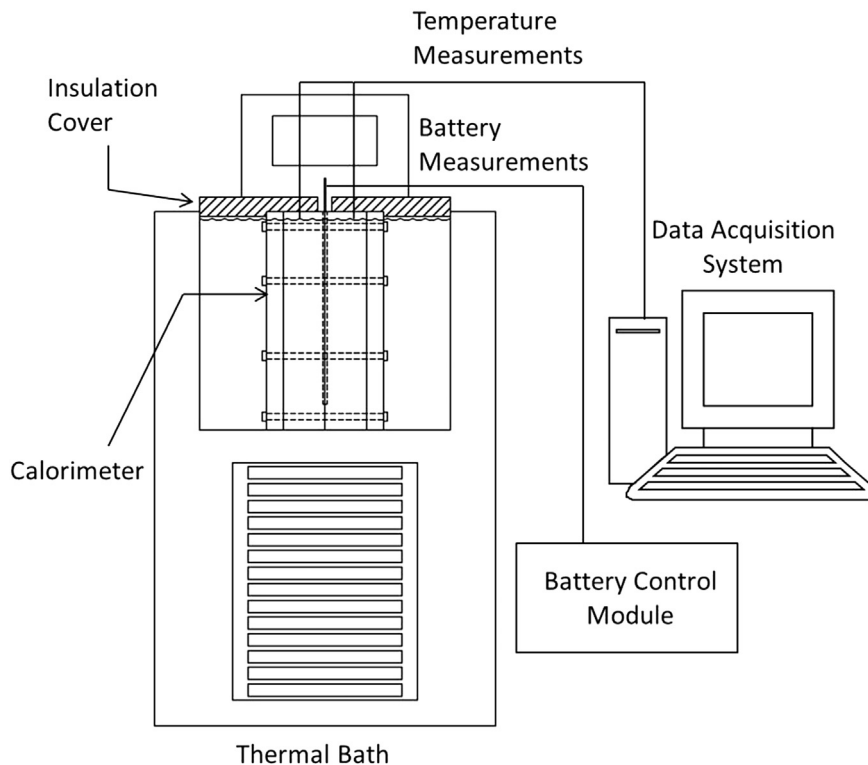 Temperature
Measurements
Insulation
Cover
Battery
Measurements
Data Acquisition
System
Calorimeter
Battery Control
Module
Thermal Bath